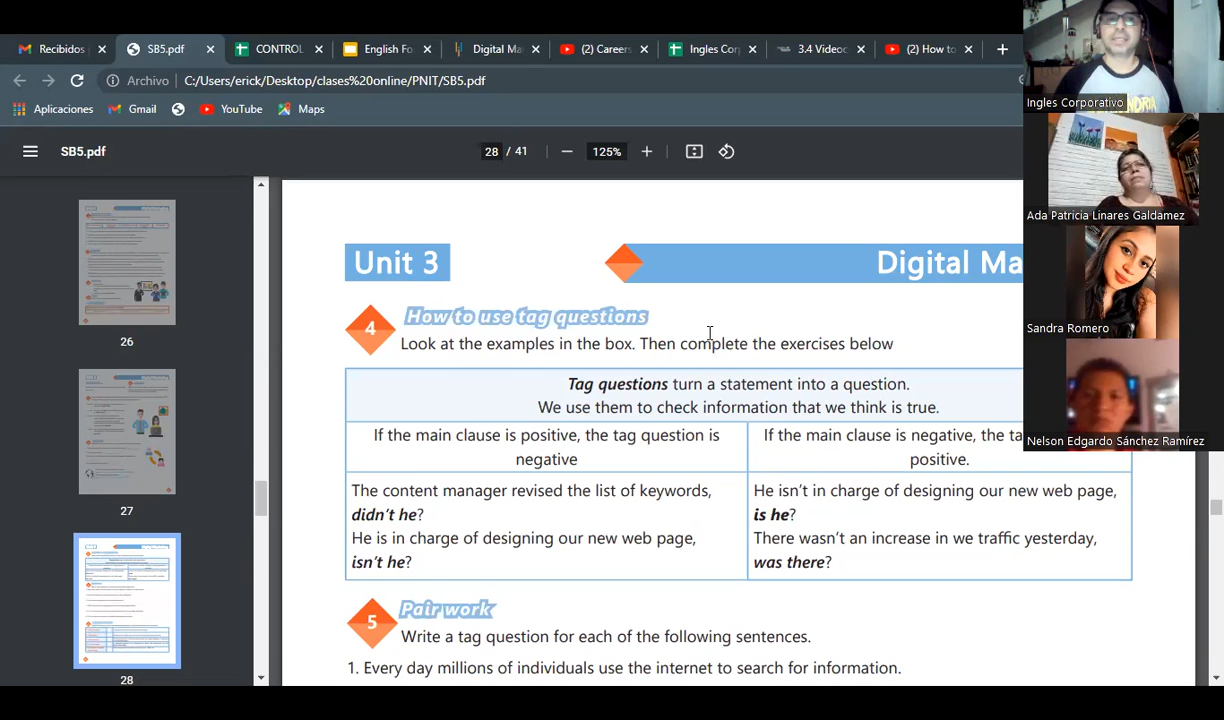 Recibidos
SB5.pdf
CONTROL
English Fo
Digital Ma
(2) Careers
Ingles Corp
3.4 Videoc
(2) How to
Archivo
C:/Users/erick/Desktop/clases%20online/PNIT/SB5.pdf
Aplicaciones
Gmail
YouTube
Maps
SB5.pdf
28 / 41
125%
26
27
28
Unit 3
Digital Ma
4
How to use tag questions
Look at the examples in the box. Then complete the exercises below
Tag questions turn a statement into a question.
We use them to check information that we think is true.
If the main clause is positive, the tag question is
negative
If the main clause is negative, the ta
positive.
The content manager revised the list of keywords,
didn't he?
He is in charge of designing our new web page,
isn't he?
He isn't in charge of designing our new web page,
is he?
There wasn't an increase in we traffic yesterday,
was there?
5
Pair work
Write a tag question for each of the following sentences.
1. Every day millions of individuals use the internet to search for information.
Ingles Corporativo
Ada Patricia Linares Galdamez
Sandra Romero
Nelson Edgardo Sánchez Ramírez